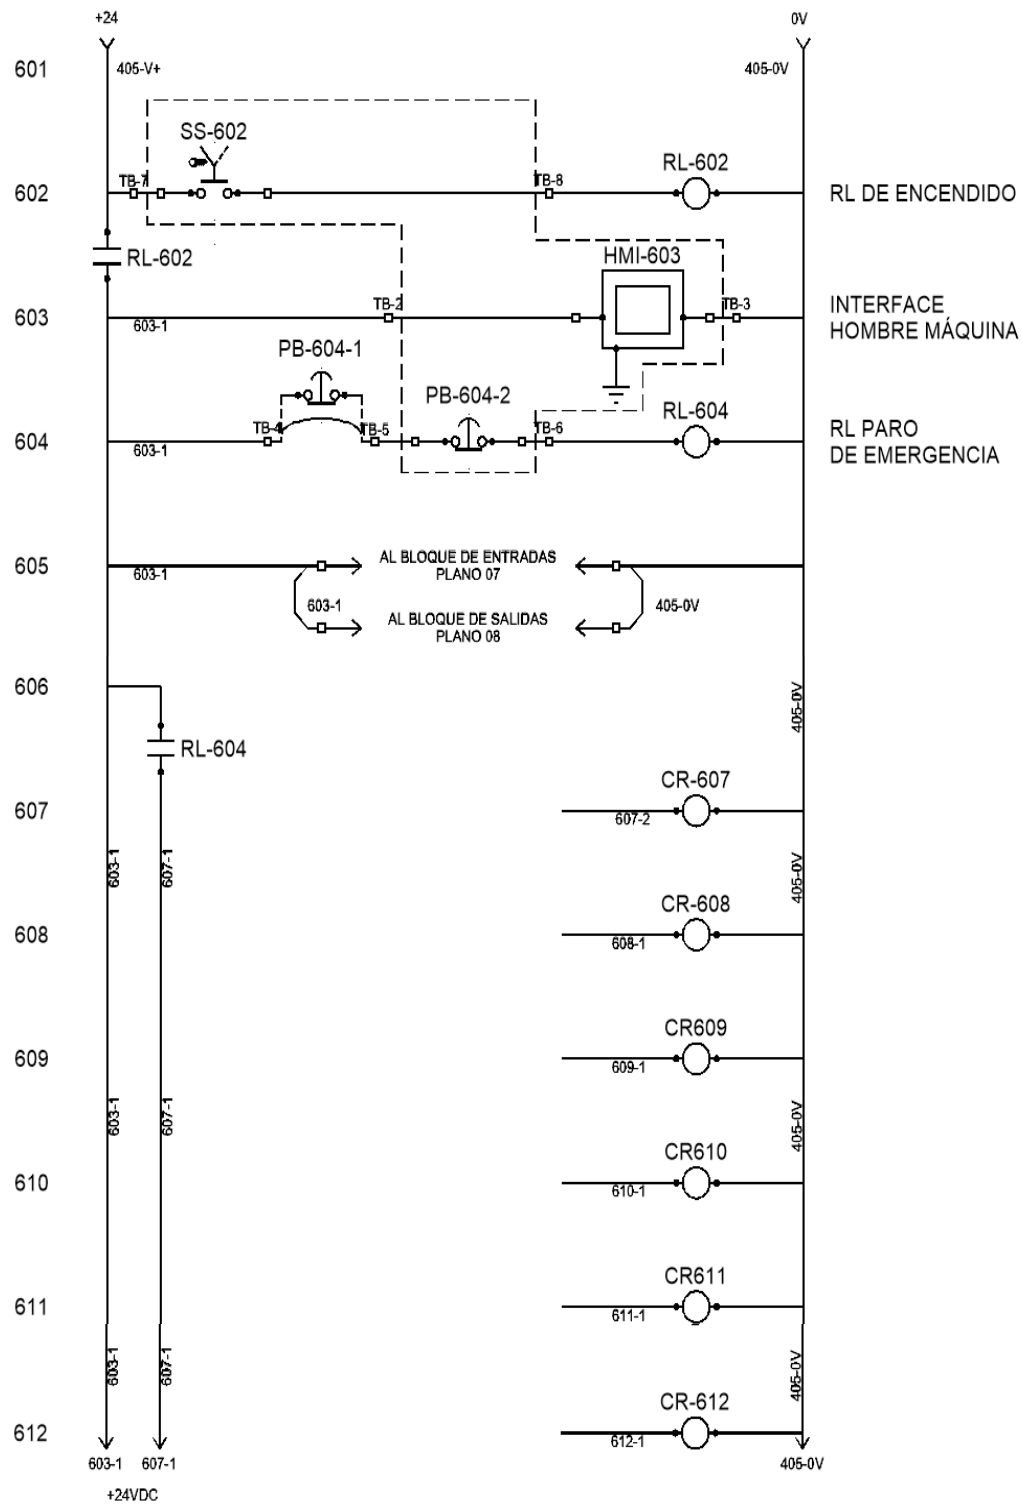 +24
0V
601
405-V+
405-0V
SS-602
RL-602
602
TB-7
TB-8
RL DE ENCENDIDO
RL-602
HMI-603
603
603-1
TB-2
TB-3
INTERFACE
HOMBRE MÁQUINA
PB-604-1
PB-604-2
RL-604
604
603-1
TB-4
TB-5
TB-6
RL PARO
DE EMERGENCIA
605
603-1
AL BLOQUE DE ENTRADAS
PLANO 07
603-1
405-0V
AL BLOQUE DE SALIDAS
PLANO 08
606
405-0V
RL-604
CR-607
607
607-2
603-1
607-1
405-0V
CR-608
608
608-1
CR609
609
609-1
603-1
607-1
405-0V
CR610
610
610-1
CR611
611
611-1
603-1
607-1
405-0V
CR-612
612
612-1
603-1
607-1
405-0V
+24VDC